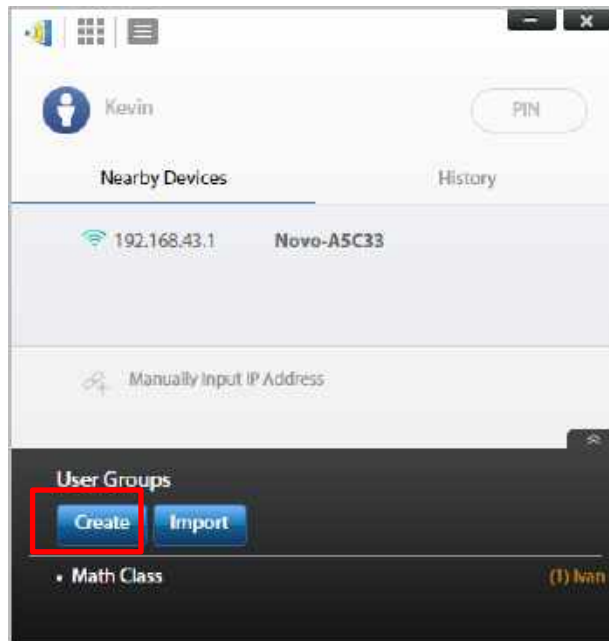 Kevin
PIN
Nearby Devices History
192.168.43.1 Novo-A5C33
Manually Input IP Address
User Groups
Create Import
• Math Class (1) Ivan